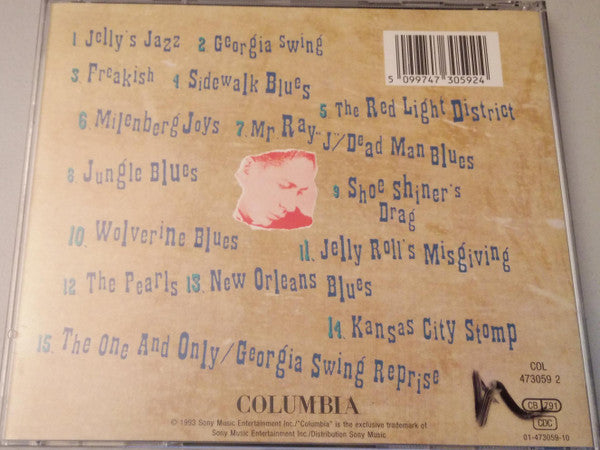 1 Jelly's Jazz 2 Georgia Swing
3. Freakish 4 Sidewalk Blues
5. The Red Light District
6. Milenberg Joys 7. Mr Ray-J/Dead Man Blues
8 Jungle Blues
9 Shoe Shiner's
Drag
10. Wolverine Blues
11. Jelly Roll's Misgiving
12 The Pearls 13. New Orleans Blues
14. Kansas City Stomp
15. The One And Only/Georgia Swing Reprise
5 099747 305924
COL
473059 2
CB 791
CDC
01-473059-10
COLUMBIA
© 1993 Sony Music Entertainment Inc./"Columbia" is the exclusive trademark of
Sony Music Entertainment Inc./Distribution Sony Music